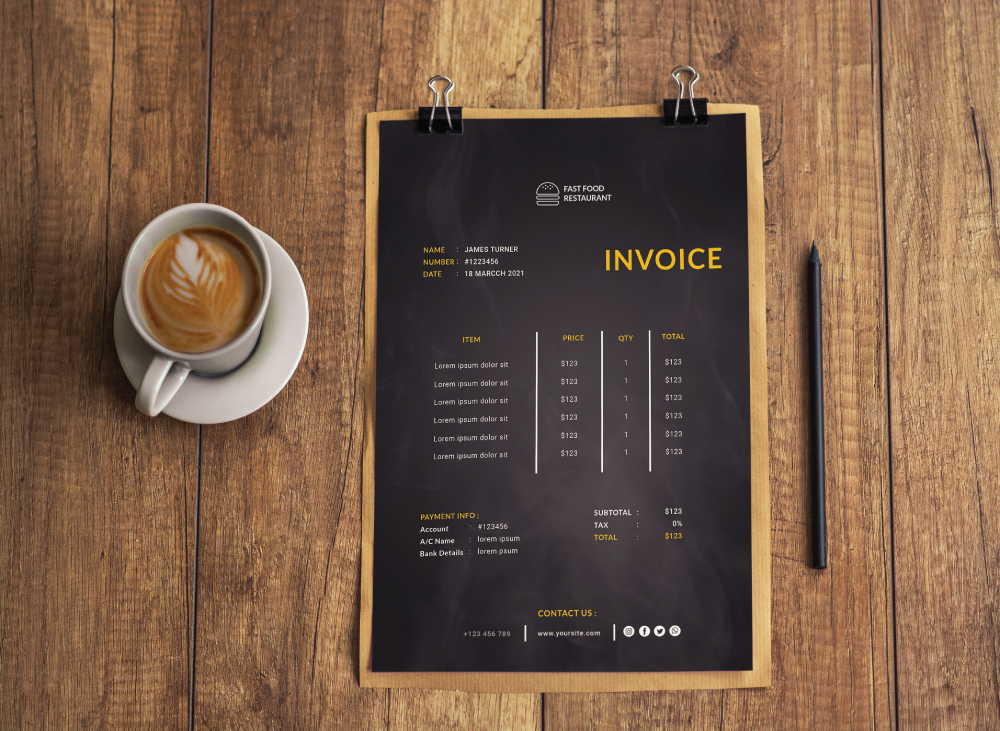 FAST FOOD
RESTAURANT
NAME : JAMES TURNER
NUMBER : #1223456
DATE : 18 MARCCH 2021
INVOICE
ITEM PRICE QTY TOTAL
Lorem ipsum dolor sit $123 1 $123
Lorem ipsum dolor sit $123 1 $123
Lorem ipsum dolor sit $123 1 $123
Lorem ipsum dolor sit $123 1 $123
Lorem ipsum dolor sit $123 1 $123
Lorem ipsum dolor sit $123 1 $123
PAYMENT INFO :
Account : #123456
A/C Name : lorem ipsum
Bank Details : lorem psum
SUBTOTAL : $123
TAX : 0%
TOTAL : $123
CONTACT US :
+123 456 789 www.yoursite.com